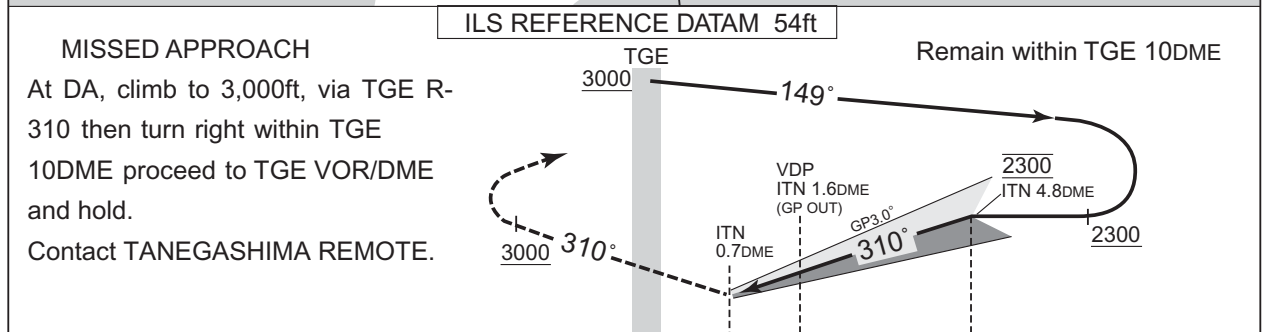 ILS REFERENCE DATAM 54ft
MISSED APPROACH
At DA, climb to 3,000ft, via TGE R-
310 then turn right within TGE
10DME proceed to TGE VOR/DME
and hold.
Contact TANEGASHIMA REMOTE.
TGE
3000
149°
Remain within TGE 10DME
VDP
ITN 1.6DME
(GP OUT)
2300
ITN 4.8DME
GP3.0°
310°
2300
ITN
0.7DME
310°
3000